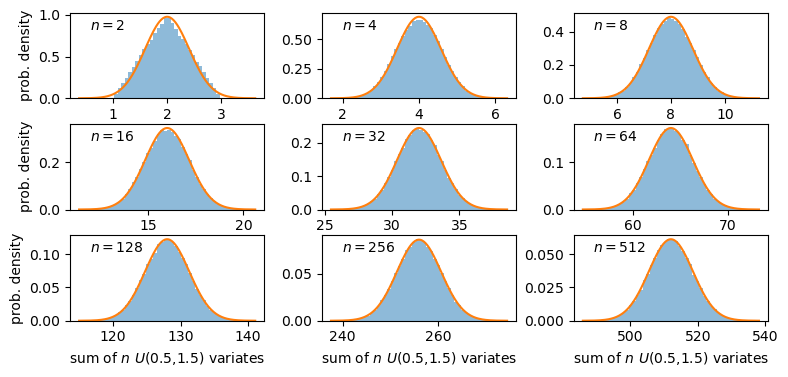 prob. density
1.0
0.5
0.0
n = 2
1 2 3
0.50
0.25
0.00
n = 4
2 4 6
0.4
0.2
0.0
n = 8
6 8 10
prob. density
0.2
0.0
n = 16
15 20
0.2
0.1
0.0
n = 32
25 30 35
0.1
0.0
n = 64
60 70
prob. density
0.10
0.05
0.00
n = 128
120 130 140
sum of n U(0.5,1.5) variates
0.05
0.00
n = 256
240 260
sum of n U(0.5,1.5) variates
0.050
0.025
0.000
n = 512
500 520 540
sum of n U(0.5,1.5) variates